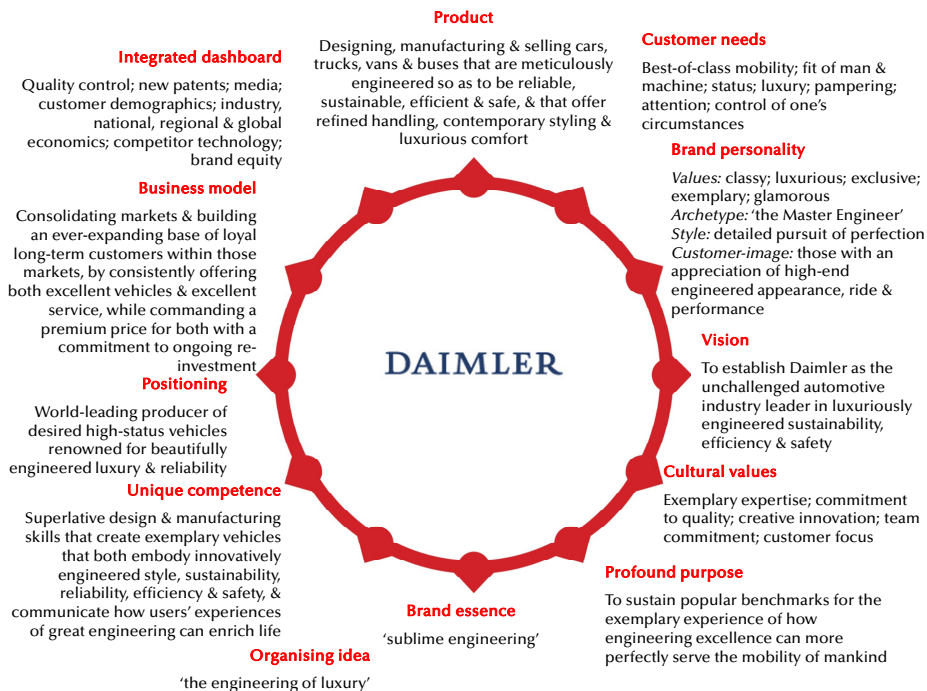 Product
Designing, manufacturing & selling cars,
trucks, vans & buses that are meticulously
engineered so as to be reliable,
sustainable, efficient & safe, & that offer
refined handling, contemporary styling &
luxurious comfort
Customer needs
Best-of-class mobility; fit of man &
machine; status; luxury; pampering;
attention; control of one’s
circumstances
Brand personality
Values: classy; luxurious; exclusive;
exemplary; glamorous
Archetype: ‘the Master Engineer’
Style: detailed pursuit of perfection
Customer-image: those with an
appreciation of high-end
engineered appearance, ride &
performance
Vision
To establish Daimler as the
unchallenged automotive
industry leader in luxuriously
engineered sustainability,
efficiency & safety
Cultural values
Exemplary expertise; commitment
to quality; creative innovation; team
commitment; customer focus
Profound purpose
To sustain popular benchmarks for the
exemplary experience of how
engineering excellence can more
perfectly serve the mobility of mankind
Brand essence
‘sublime engineering’
Organising idea
‘the engineering of luxury’
Unique competence
Superlative design & manufacturing
skills that create exemplary vehicles
that both embody innovatively
engineered style, sustainability,
reliability, efficiency & safety, &
communicate how users’ experiences
of great engineering can enrich life
Positioning
World-leading producer of
desired high-status vehicles
renowned for beautifully
engineered luxury & reliability
Business model
Consolidating markets & building
an ever-expanding base of loyal
long-term customers within those
markets, by consistently offering
both excellent vehicles & excellent
service, while commanding a
premium price for both with a
commitment to ongoing re-
investment
Integrated dashboard
Quality control; new patents; media;
customer demographics; industry,
national, regional & global
economics; competitor technology;
brand equity
DAIMLER